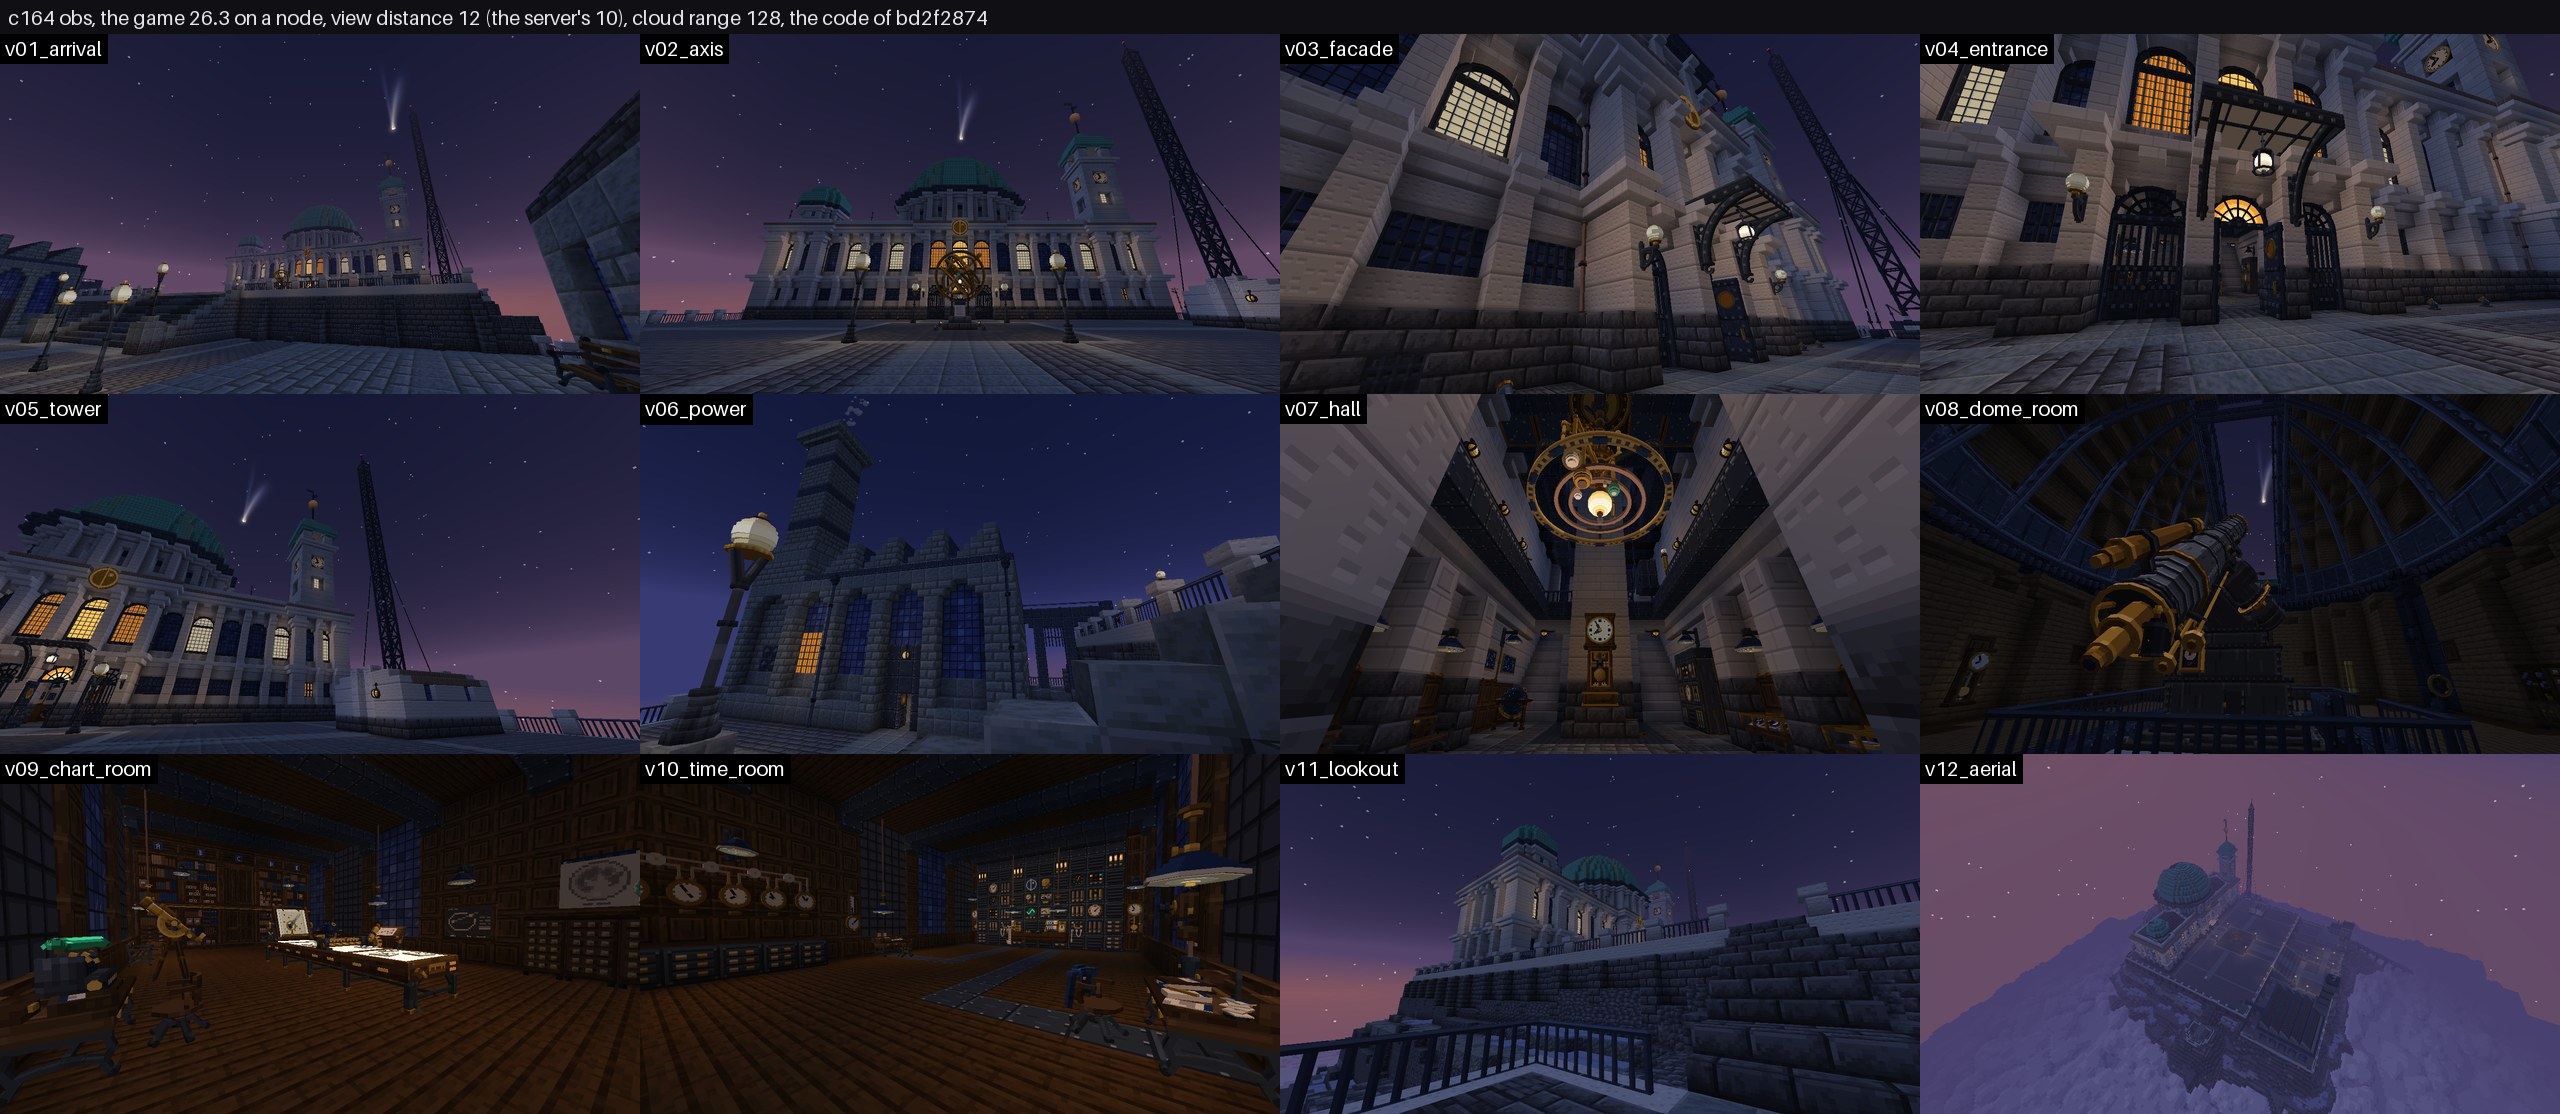 c164 obs, the game 26.3 on a node, view distance 12 (the server's 10), cloud range 128, the code of bd2f2874
v01_arrival
v02_axis
v03_facade
v04_entrance
v05_tower
v06_power
v07_hall
v08_dome_room
v09_chart_room
v10_time_room
v11_lookout
v12_aerial